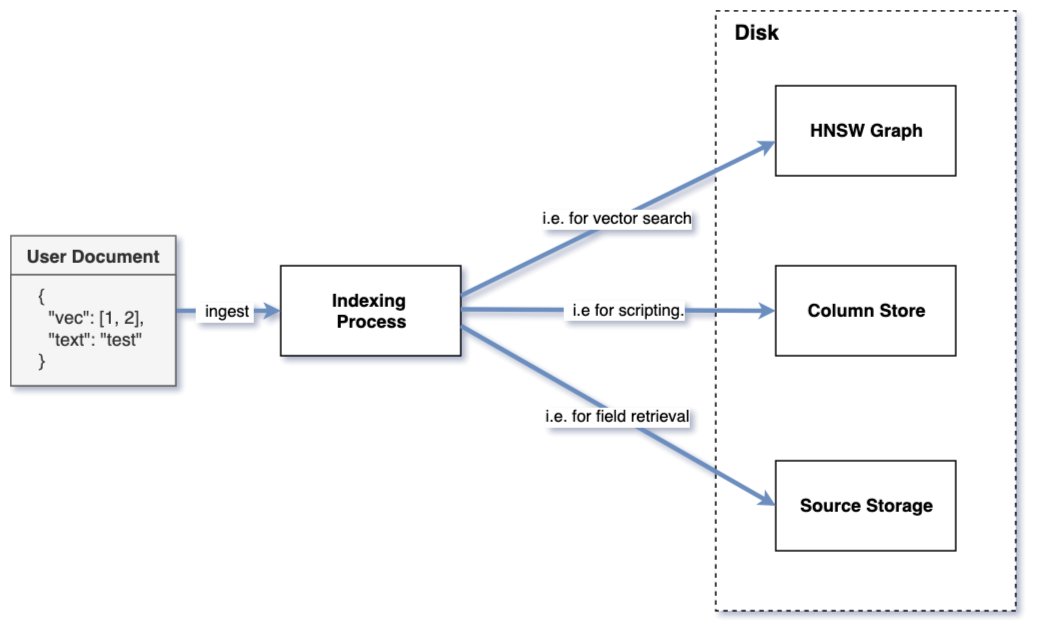 Disk
HNSW Graph
i.e. for vector search
User Document
{
"vec": [1, 2],
"text": "test"
}
ingest
Indexing
Process
i.e for scripting.
Column Store
i.e. for field retrieval
Source Storage